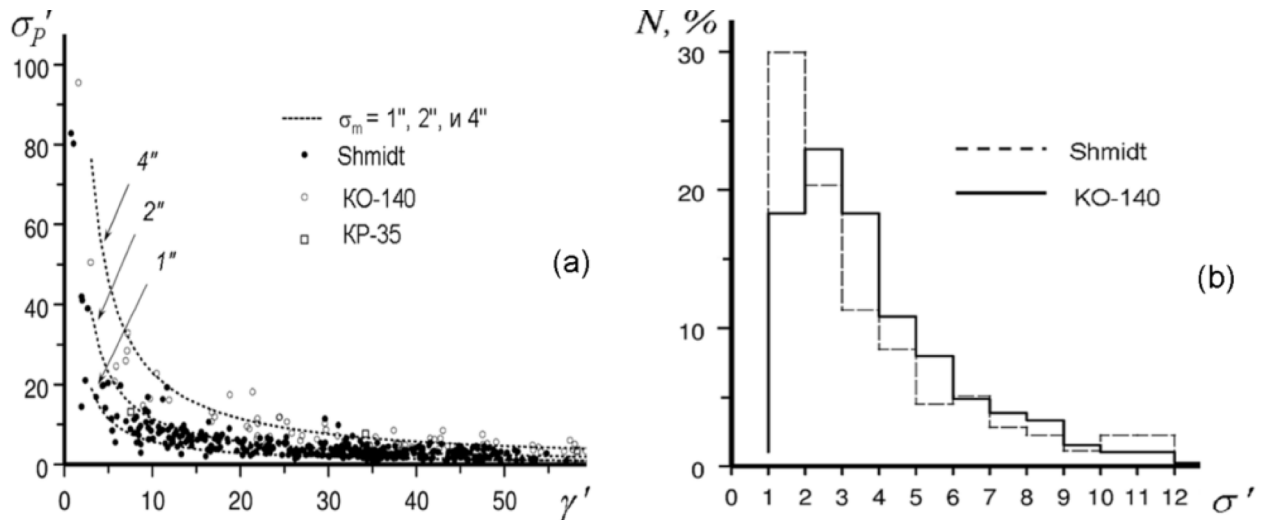 σₚ'
100
80
60
40
20
0
0 10 20 30 40 50
γ'
4"
2"
1"
σₘ = 1", 2", и 4"
Shmidt
КО-140
КР-35
(a)
N, %
30
20
10
0
0 1 2 3 4 5 6 7 8 9 10 11 12
σ'
Shmidt
KO-140
(b)